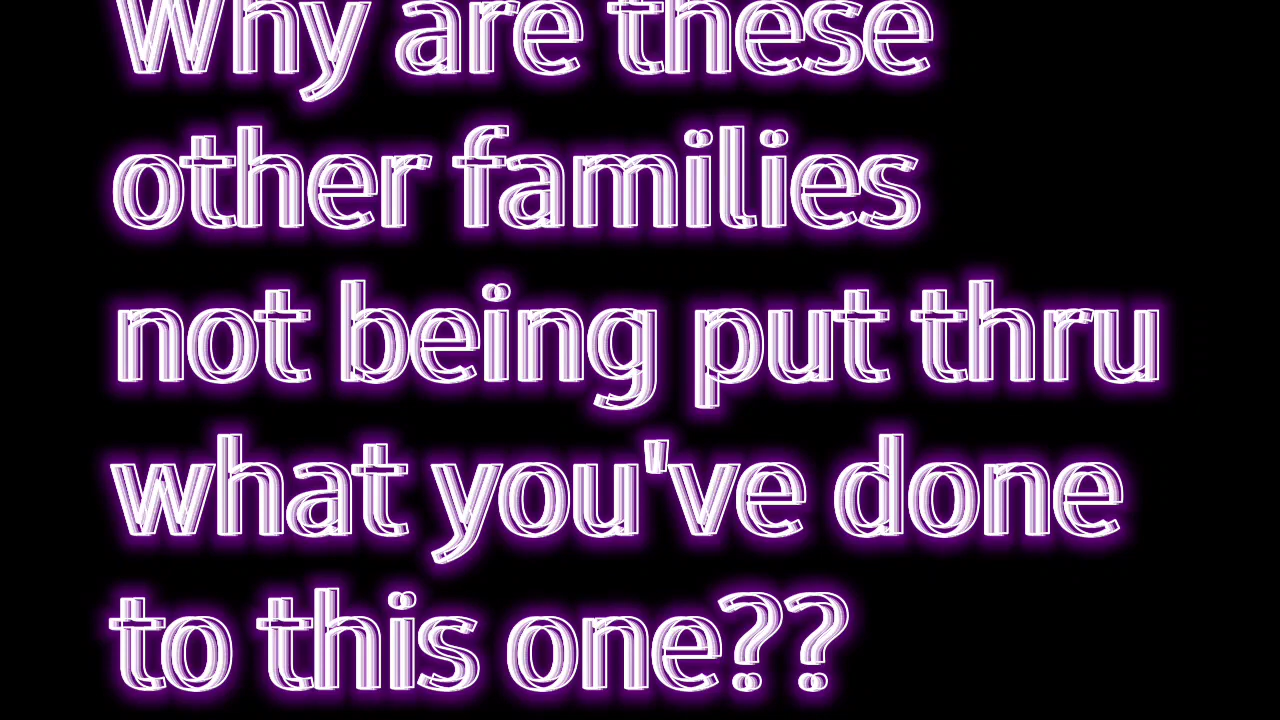 Why are these
other families
not being put thru
what you've done
to this one??